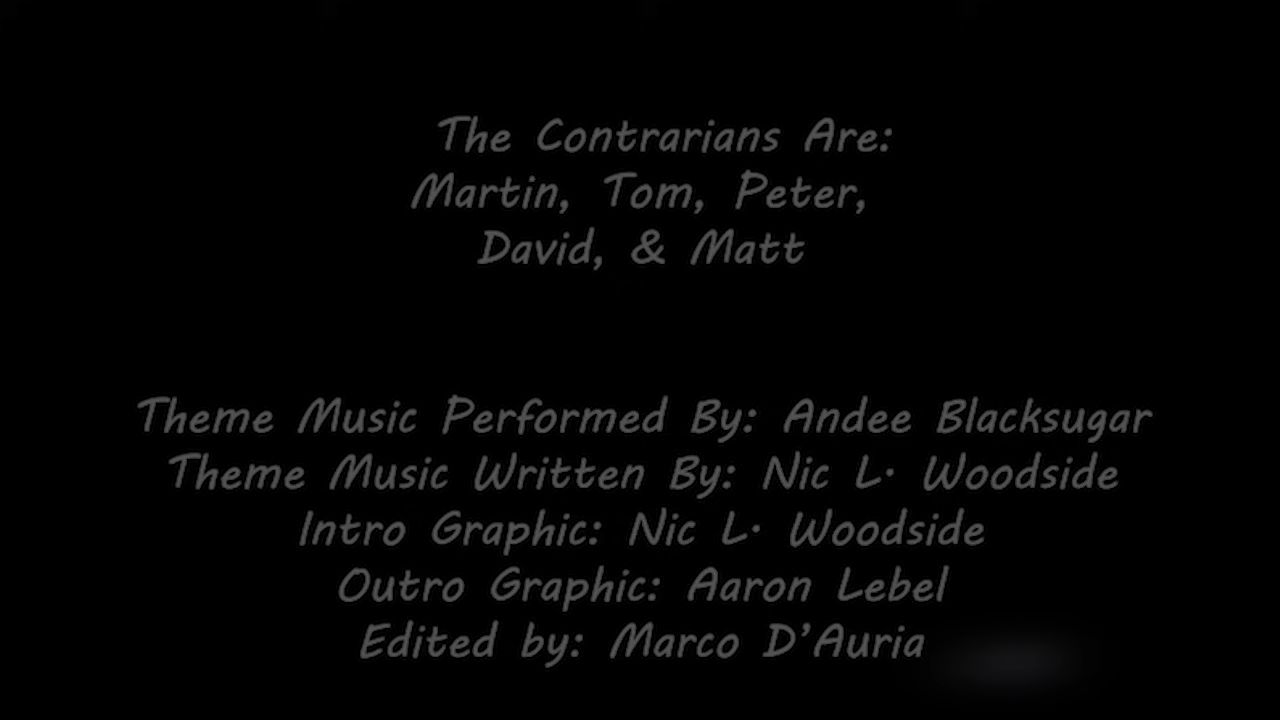 The Contrarians Are:
Martin, Tom, Peter,
David, & Matt
Theme Music Performed By: Andee Blacksugar
Theme Music Written By: Nic L. Woodside
Intro Graphic: Nic L. Woodside
Outro Graphic: Aaron Lebel
Edited by: Marco D'Auria